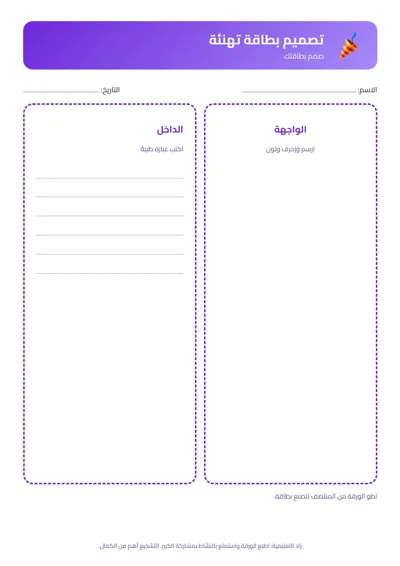 تصميم بطاقة تهنئة
صمم بطاقتك
الاسم:
التاريخ:
الواجهة
ارسم وزخرف ولون
الداخل
اكتب عبارة طيبة
اطو الورقة من المنتصف لتصنع بطاقة.
زاد التعليمية: اطبع الورقة واستمتع بالنشاط بمشاركة الكبير؛ التشجيع أهم من الكمال.